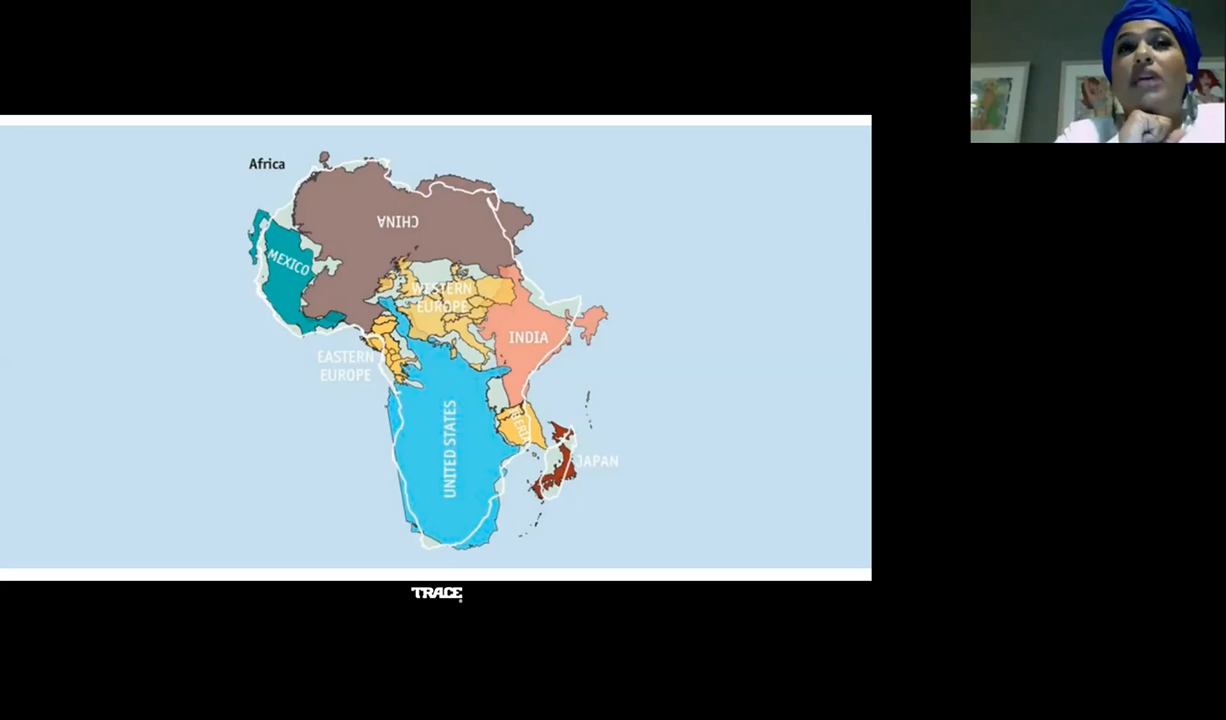 Africa
CHINA
MEXICO
WESTERN
EUROPE
INDIA
EASTERN
EUROPE
UNITED STATES
JAPAN
TRACE